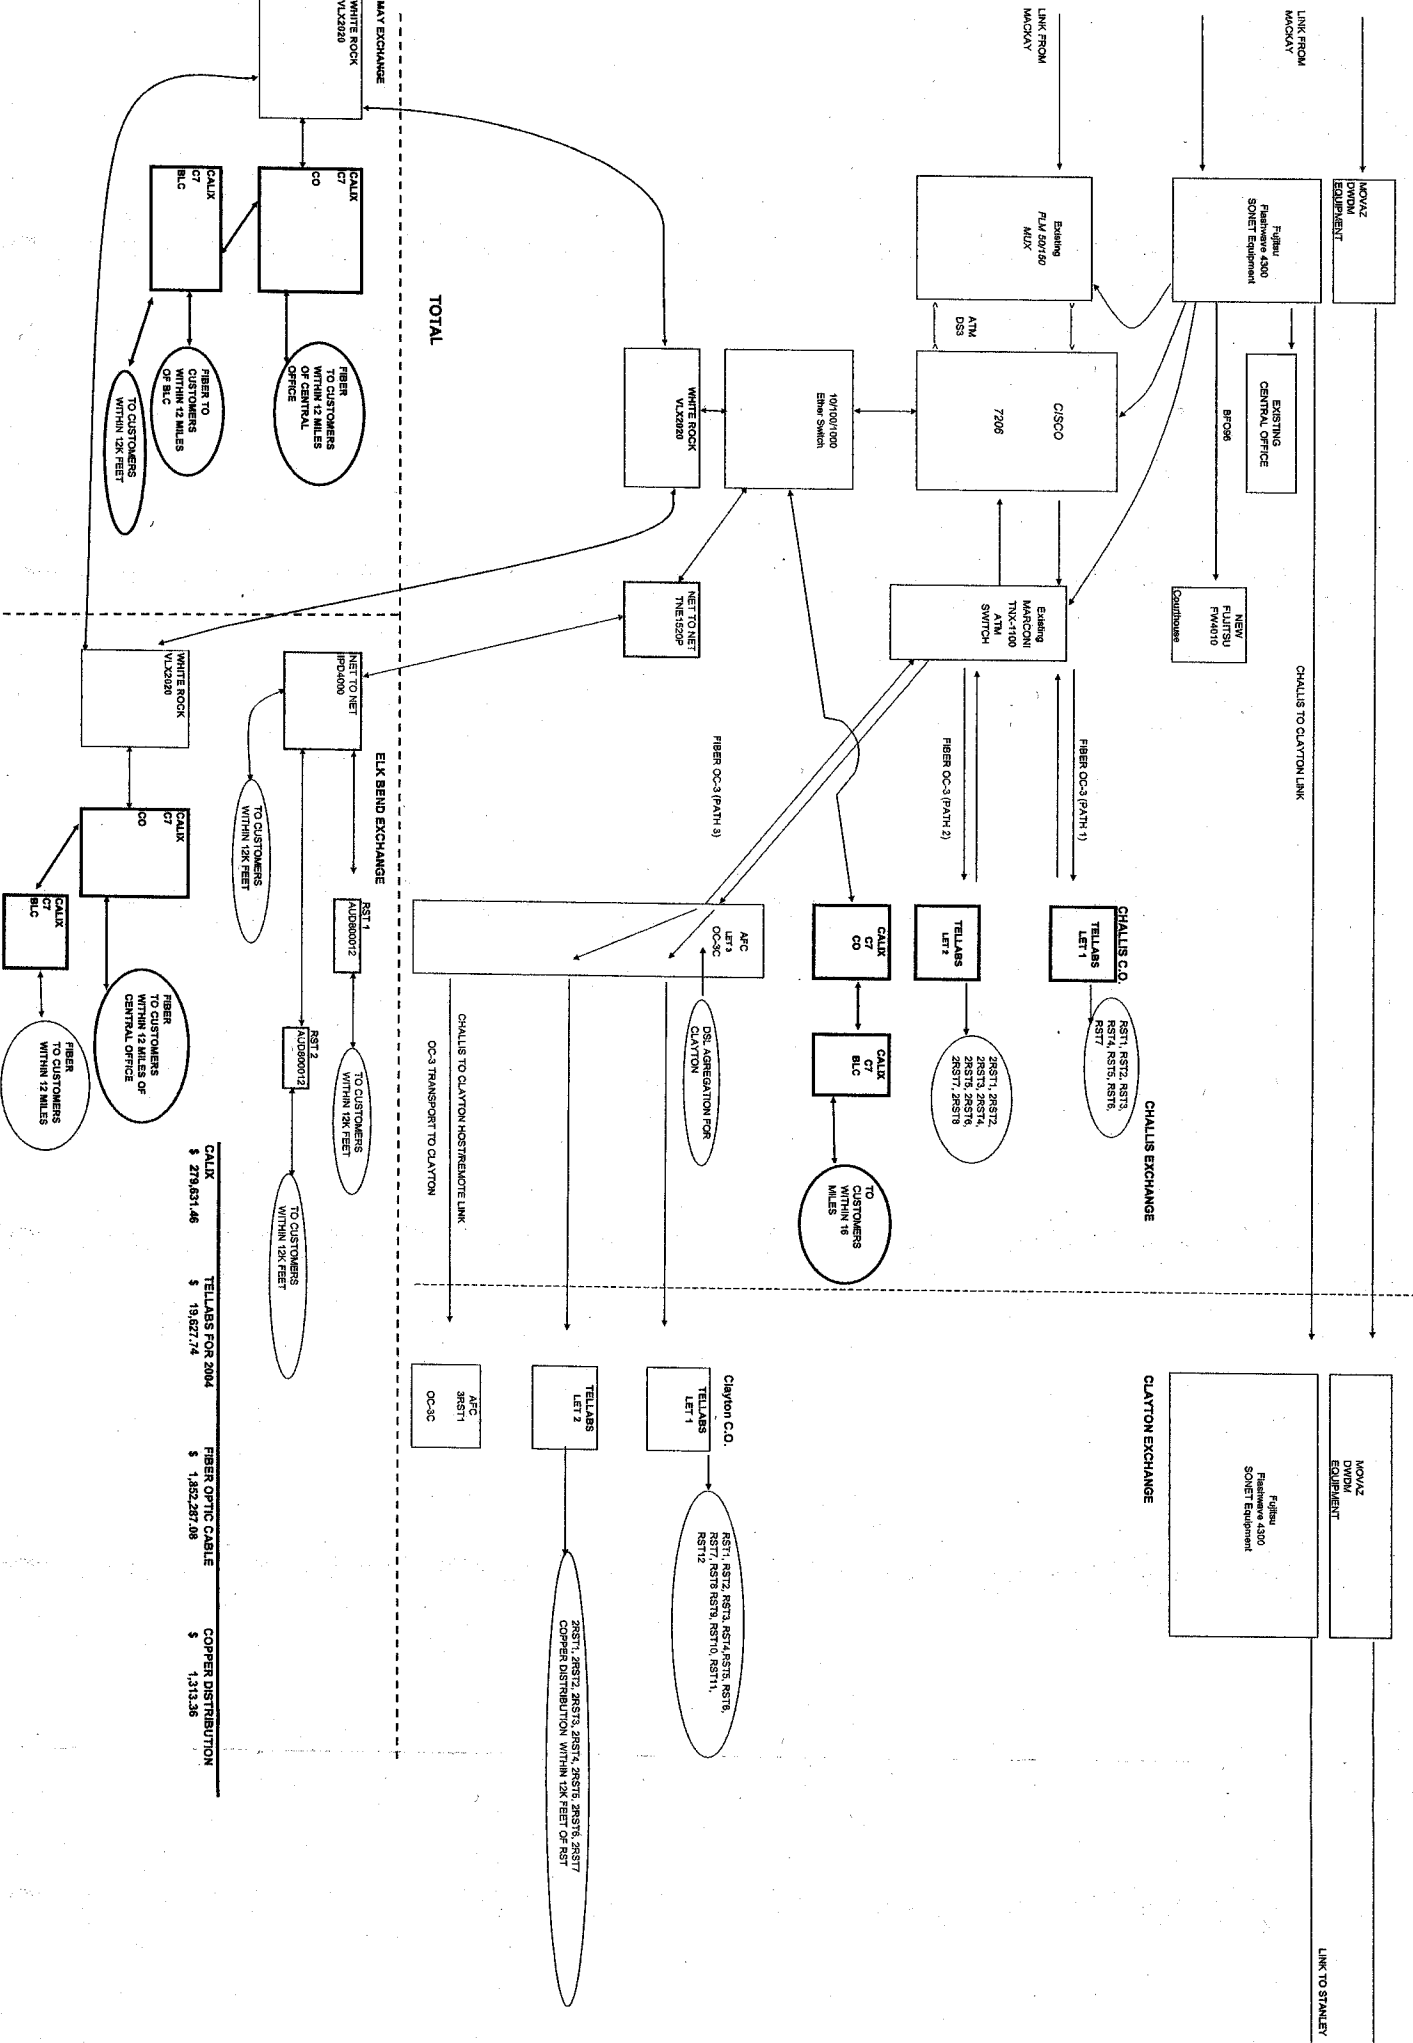 LINK FROM
MACKAY
MOVAZ
DWDM
EQUIPMENT
Fujitsu
Flashwave 4300
SONET Equipment
EXISTING
CENTRAL OFFICE
BFO96
NEW
FUJITSU
FW4010
Courthouse
CHALLIS TO CLAYTON LINK
MOVAZ
DWDM
EQUIPMENT
Fujitsu
Flashwave 4300
SONET Equipment
LINK TO STANLEY
CLAYTON EXCHANGE
LINK FROM
MACKAY
Existing
FLM 50/150
MUX
ATM
DS3
CISCO
7206
Existing
MARCONI
TNX-1100
ATM
SWITCH
FIBER OC-3 (PATH 1)
FIBER OC-3 (PATH 2)
FIBER OC-3 (PATH 3)
CHALLIS C.O.
TELLABS
LET 1
RST1, RST2, RST3,
RST4, RST5, RST6,
RST7
CHALLIS EXCHANGE
TELLABS
LET 2
2RST1, 2RST2,
2RST3, 2RST4,
2RST5, 2RST6,
2RST7, 2RST8
10/100/1000
Ether Switch
CALIX
C7
CO
CALIX
C7
BLC
TO
CUSTOMERS
WITHIN 16
MILES
WHITE ROCK
VLX2020
NET TO NET
TNE1520P
AFC
LET 3
OC-3C
DSL AGREGATION FOR
CLAYTON
CHALLIS TO CLAYTON HOST/REMOTE LINK
OC-3 TRANSPORT TO CLAYTON
Clayton C.O.
TELLABS
LET 1
RST1, RST2, RST3, RST4,RST5, RST6,
RST7, RST8 RST9, RST10, RST11,
RST12
TELLABS
LET 2
2RST1, 2RST2, 2RST3, 2RST4, 2RST5, 2RST6, 2RST7
COPPER DISTRIBUTION WITHIN 12K FEET OF RST
AFC
3RST1
OC-3C
TOTAL
MAY EXCHANGE
WHITE ROCK
VLX2020
CALIX
C7
CO
FIBER
TO CUSTOMERS
WITHIN 12 MILES
OF CENTRAL
OFFICE
CALIX
C7
BLC
FIBER TO
CUSTOMERS
WITHIN 12 MILES
OF BLC
TO CUSTOMERS
WITHIN 12K FEET
ELK BEND EXCHANGE
NET TO NET
IPD4000
RST 1
AUD800012
TO CUSTOMERS
WITHIN 12K FEET
RST 2
AUD800012
TO CUSTOMERS
WITHIN 12K FEET
TO CUSTOMERS
WITHIN 12K FEET
WHITE ROCK
VLX2020
CALIX
C7
CO
FIBER
TO CUSTOMERS
WITHIN 12 MILES OF
CENTRAL OFFICE
CALIX
C7
BLC
FIBER
TO CUSTOMERS
WITHIN 12 MILES
CALIX TELLABS FOR 2004 FIBER OPTIC CABLE COPPER DISTRIBUTION
$ 279,631.46 $ 19,627.74 $ 1,852,287.08 $ 1,313.36